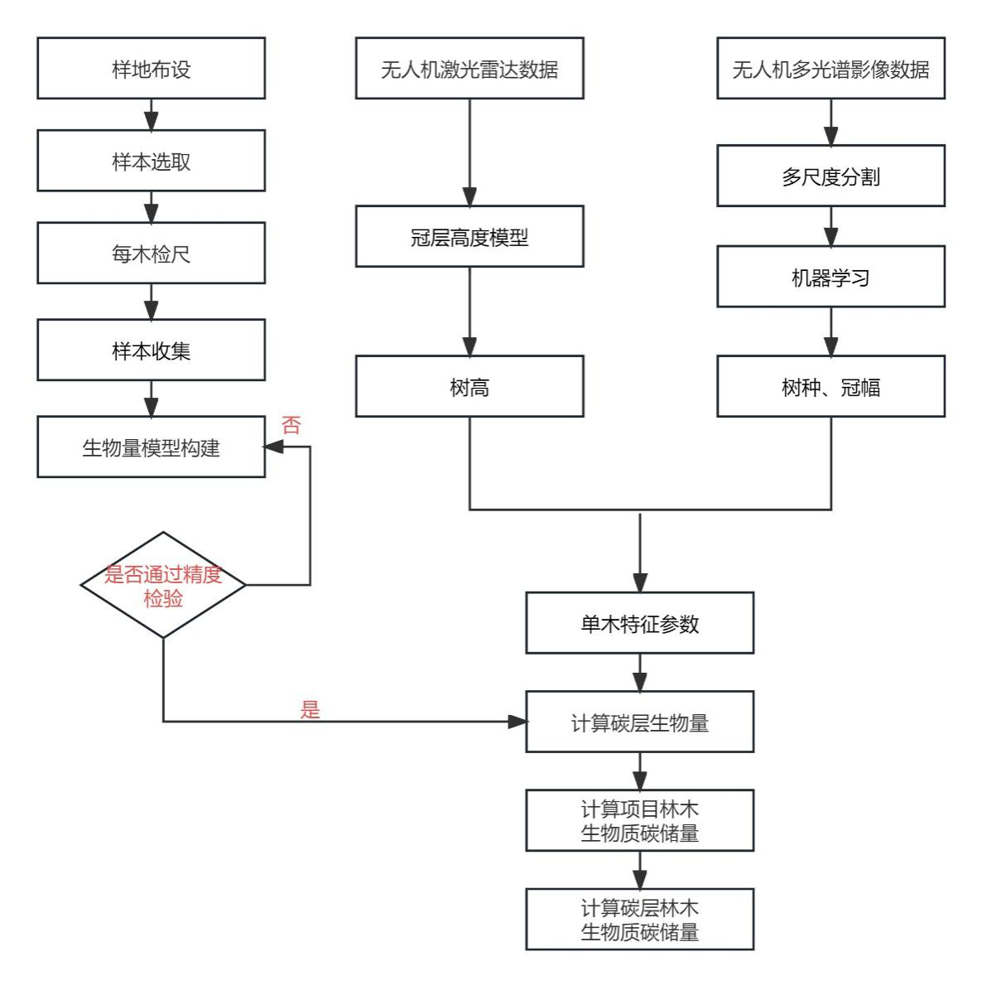 样地布设
无人机激光雷达数据
无人机多光谱影像数据
样本选取
多尺度分割
每木检尺
冠层高度模型
机器学习
样本收集
树高
树种、冠幅
否
生物量模型构建
是否通过精度
检验
单木特征参数
是
计算碳层生物量
计算项目林木
生物质碳储量
计算碳层林木
生物质碳储量